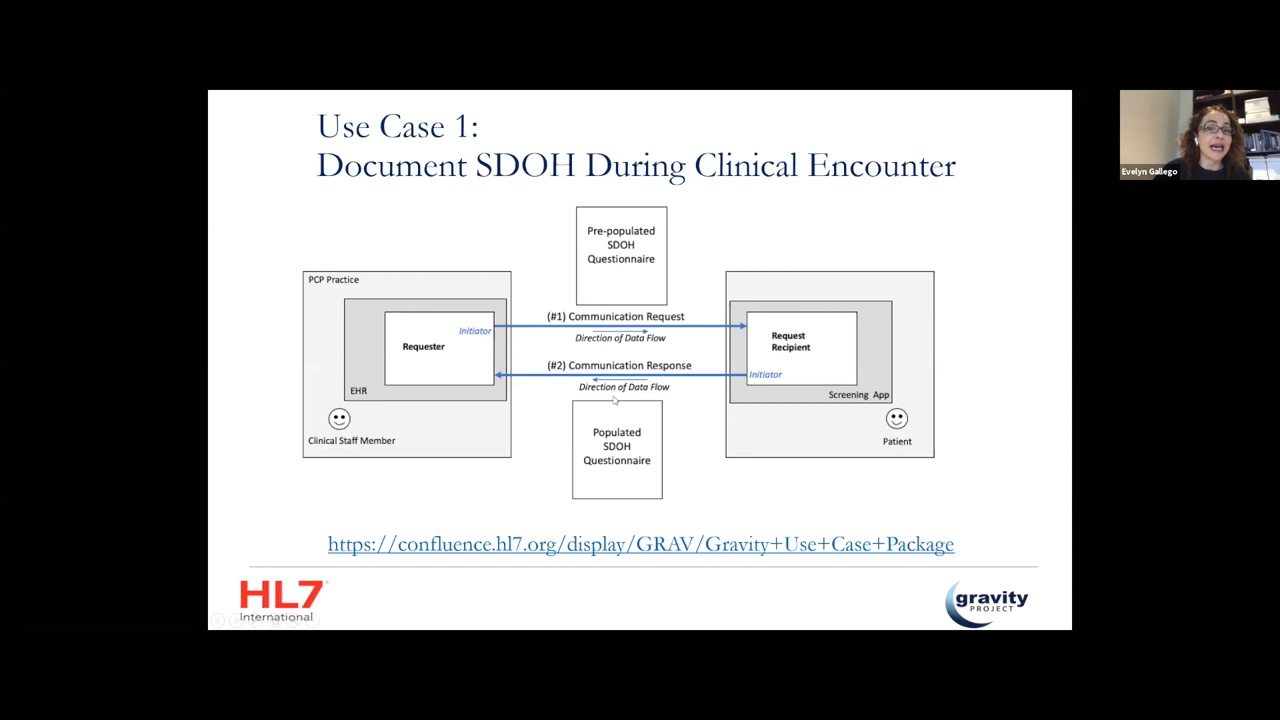 Use Case 1:
Document SDOH During Clinical Encounter
Evelyn Gallego
Pre-populated
SDOH
Questionnaire
PCP Practice
(#1) Communication Request
Initiator
Direction of Data Flow
Requester
Request
Recipient
(#2) Communication Response
Initiator
Direction of Data Flow
EHR
Screening App
Clinical Staff Member
Patient
Populated
SDOH
Questionnaire
https://confluence.hl7.org/display/GRAV/Gravity+Use+Case+Package
HL7
International
gravity
PROJECT